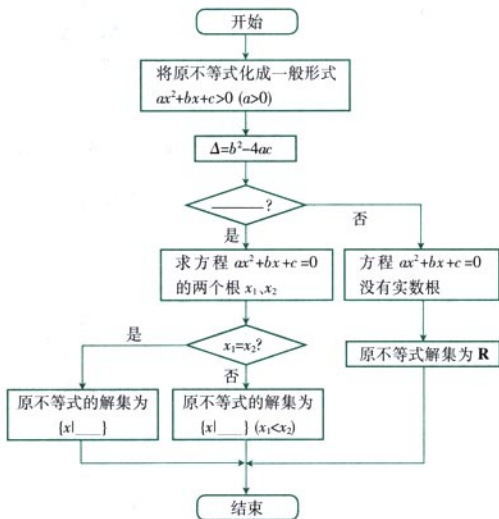 开始
将原不等式化成一般形式
ax²+bx+c>0 (a>0)
Δ=b²-4ac
______?
是
否
求方程 ax²+bx+c=0
的两个根 x₁、x₂
方程 ax²+bx+c=0
没有实数根
是
x₁=x₂?
否
原不等式解集为 R
原不等式的解集为
{x|___}
原不等式的解集为
{x|___} (x₁<x₂)
结束